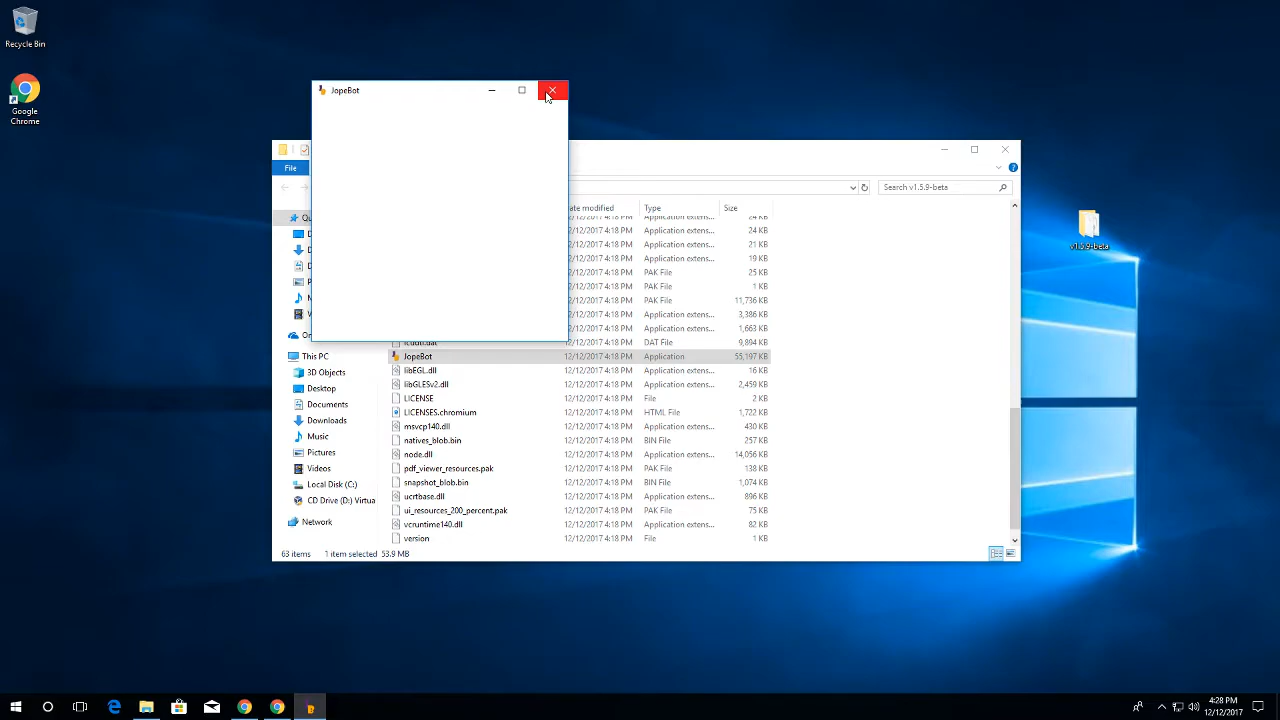 Recycle Bin
Google
Chrome
JopeBot
File
Search v1.5.9-beta
Date modified Type Size
12/12/2017 4:18 PM Application extens... 24 KB
12/12/2017 4:18 PM Application extens... 24 KB
12/12/2017 4:18 PM Application extens... 21 KB
12/12/2017 4:18 PM Application extens... 19 KB
12/12/2017 4:18 PM PAK File 25 KB
12/12/2017 4:18 PM PAK File 1 KB
12/12/2017 4:18 PM PAK File 11,736 KB
12/12/2017 4:18 PM Application extens... 3,386 KB
12/12/2017 4:18 PM Application extens... 1,663 KB
icudtl.dat 12/12/2017 4:18 PM DAT File 9,894 KB
JopeBot 12/12/2017 4:18 PM Application 55,197 KB
libEGL.dll 12/12/2017 4:18 PM Application extens... 16 KB
libGLESv2.dll 12/12/2017 4:18 PM Application extens... 2,459 KB
LICENSE 12/12/2017 4:18 PM File 2 KB
LICENSES.chromium 12/12/2017 4:18 PM HTML File 1,722 KB
msvcp140.dll 12/12/2017 4:18 PM Application extens... 430 KB
natives_blob.bin 12/12/2017 4:18 PM BIN File 257 KB
node.dll 12/12/2017 4:18 PM Application extens... 14,056 KB
pdf_viewer_resources.pak 12/12/2017 4:18 PM PAK File 138 KB
snapshot_blob.bin 12/12/2017 4:18 PM BIN File 1,074 KB
ucrtbase.dll 12/12/2017 4:18 PM Application extens... 896 KB
ui_resources_200_percent.pak 12/12/2017 4:18 PM PAK File 75 KB
vcruntime140.dll 12/12/2017 4:18 PM Application extens... 82 KB
version 12/12/2017 4:18 PM File 1 KB
This PC
3D Objects
Desktop
Documents
Downloads
Music
Pictures
Videos
Local Disk (C:)
CD Drive (D:) Virtua
Network
63 items 1 item selected 53.9 MB
v1.5.9-beta
4:28 PM
12/12/2017